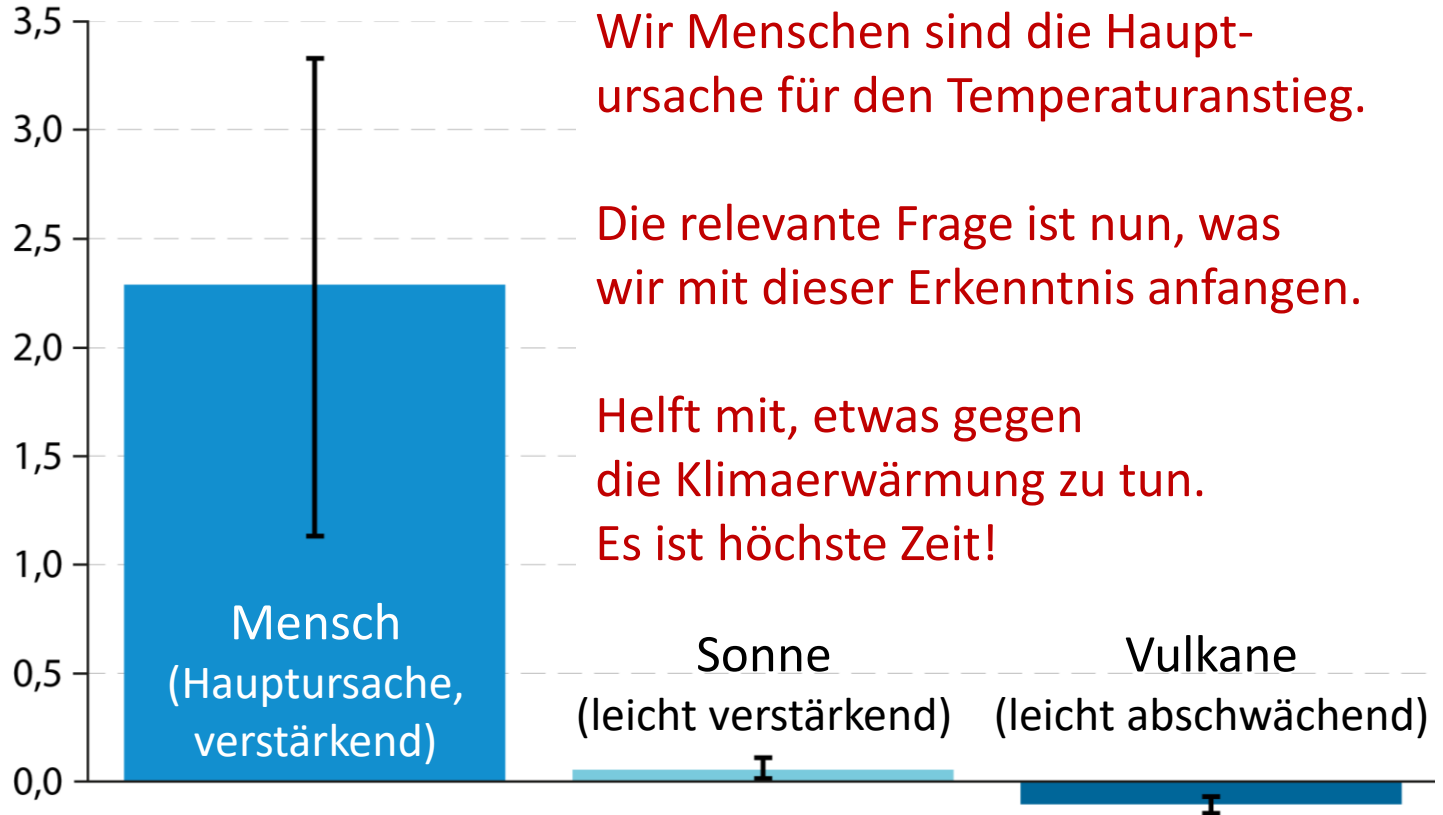 3,5
3,0
2,5
2,0
1,5
1,0
0,5
0,0
Wir Menschen sind die Haupt-
ursache für den Temperaturanstieg.
Die relevante Frage ist nun, was
wir mit dieser Erkenntnis anfangen.
Helft mit, etwas gegen
die Klimaerwärmung zu tun.
Es ist höchste Zeit!
Mensch
(Hauptursache,
verstärkend)
Sonne
(leicht verstärkend)
Vulkane
(leicht abschwächend)